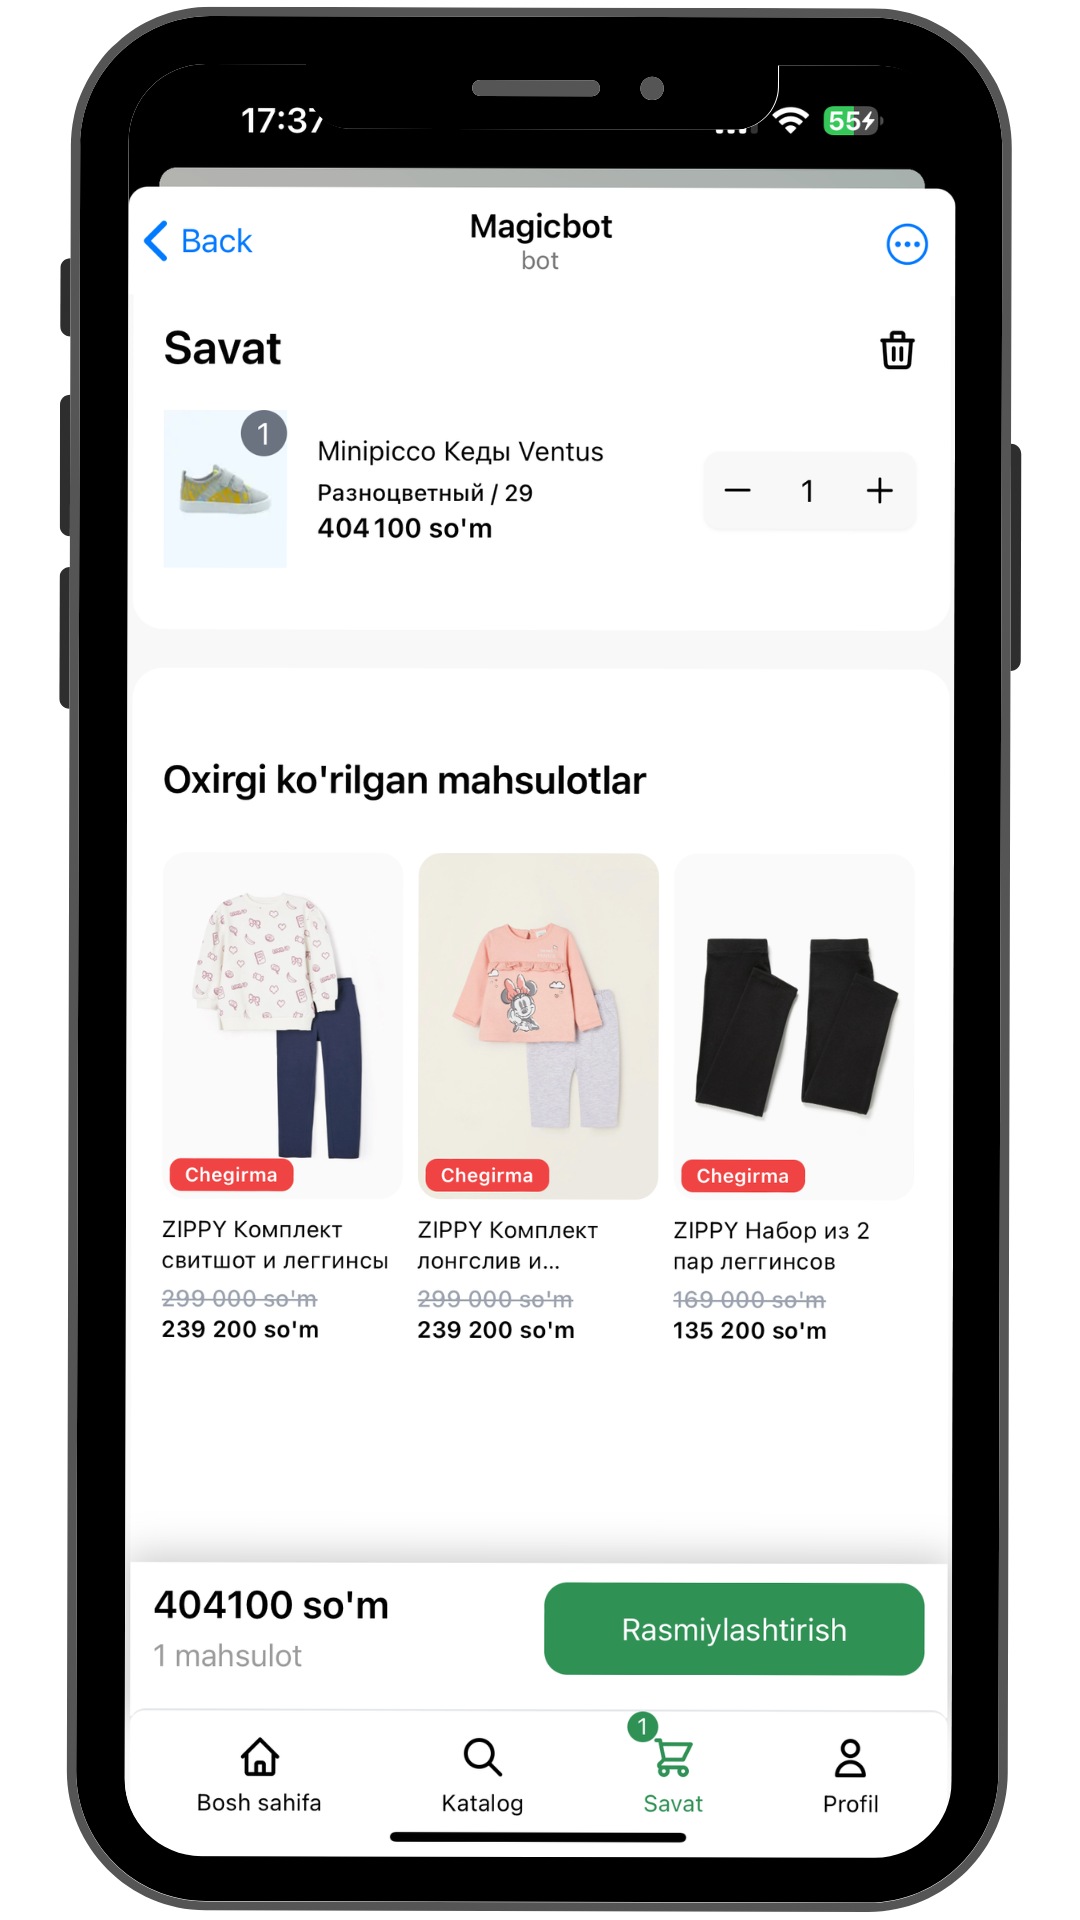 17:37
55
Back
Magicbot
bot
Savat
1
Minipicco Кеды Ventus
Разноцветный / 29
404 100 so'm
1
Oxirgi ko'rilgan mahsulotlar
Chegirma
Chegirma
Chegirma
ZIPPY Комплект
свитшот и леггинсы
299 000 so'm
239 200 so'm
ZIPPY Комплект
лонгслив и...
299 000 so'm
239 200 so'm
ZIPPY Набор из 2
пар леггинсов
169 000 so'm
135 200 so'm
404100 so'm
1 mahsulot
Rasmiylashtirish
Bosh sahifa
Katalog
1
Savat
Profil